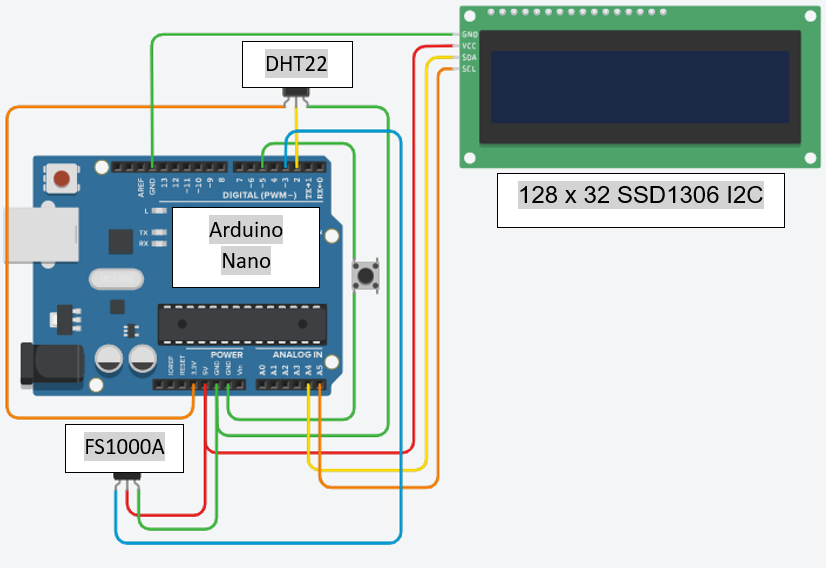 DHT22
GND
VCC
SDA
SCL
128 x 32 SSD1306 I2C
AREF
GND
13
12
~11
~10
~9
8
7
~6
~5
4
~3
2
TX→1
RX←0
DIGITAL (PWM~)
L
TX
RX
Arduino
Nano
POWER
ANALOG IN
IOREF
RESET
3.3V
5V
GND
GND
Vin
A0
A1
A2
A3
A4
A5
FS1000A